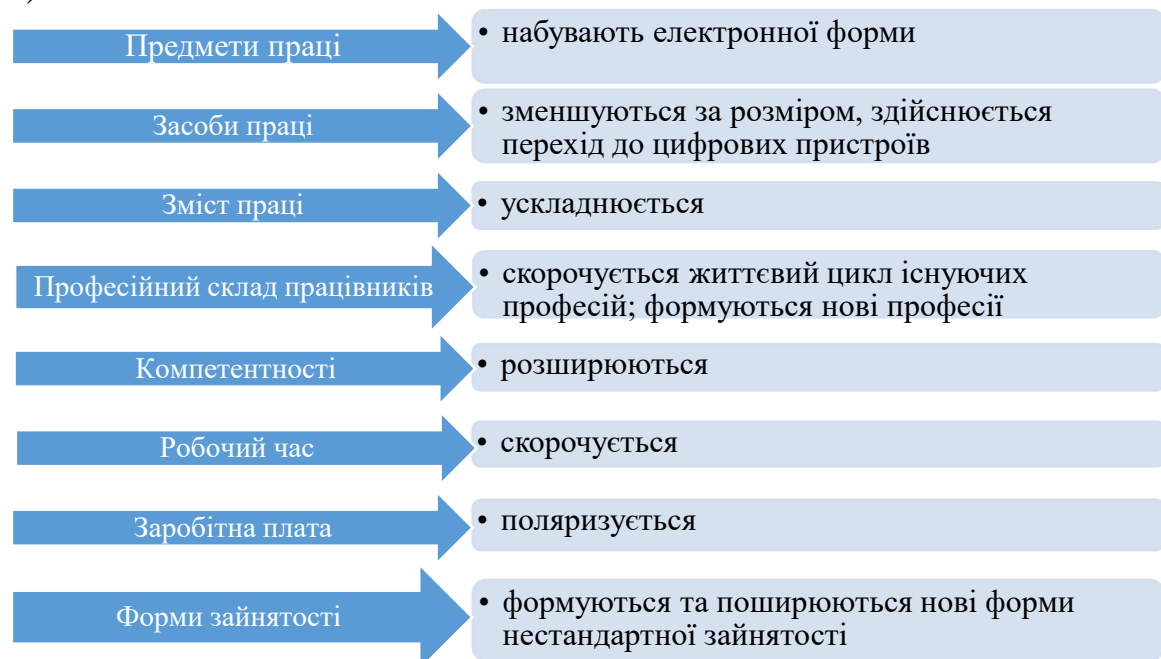 Предмети праці
• набувають електронної форми
Засоби праці
• зменшуються за розміром, здійснюється
перехід до цифрових пристроїв
Зміст праці
• ускладнюється
Професійний склад працівників
• скорочується життєвий цикл існуючих
професій; формуються нові професії
Компетентності
• розширюються
Робочий час
• скорочується
Заробітна плата
• поляризується
Форми зайнятості
• формуються та поширюються нові форми
нестандартної зайнятості